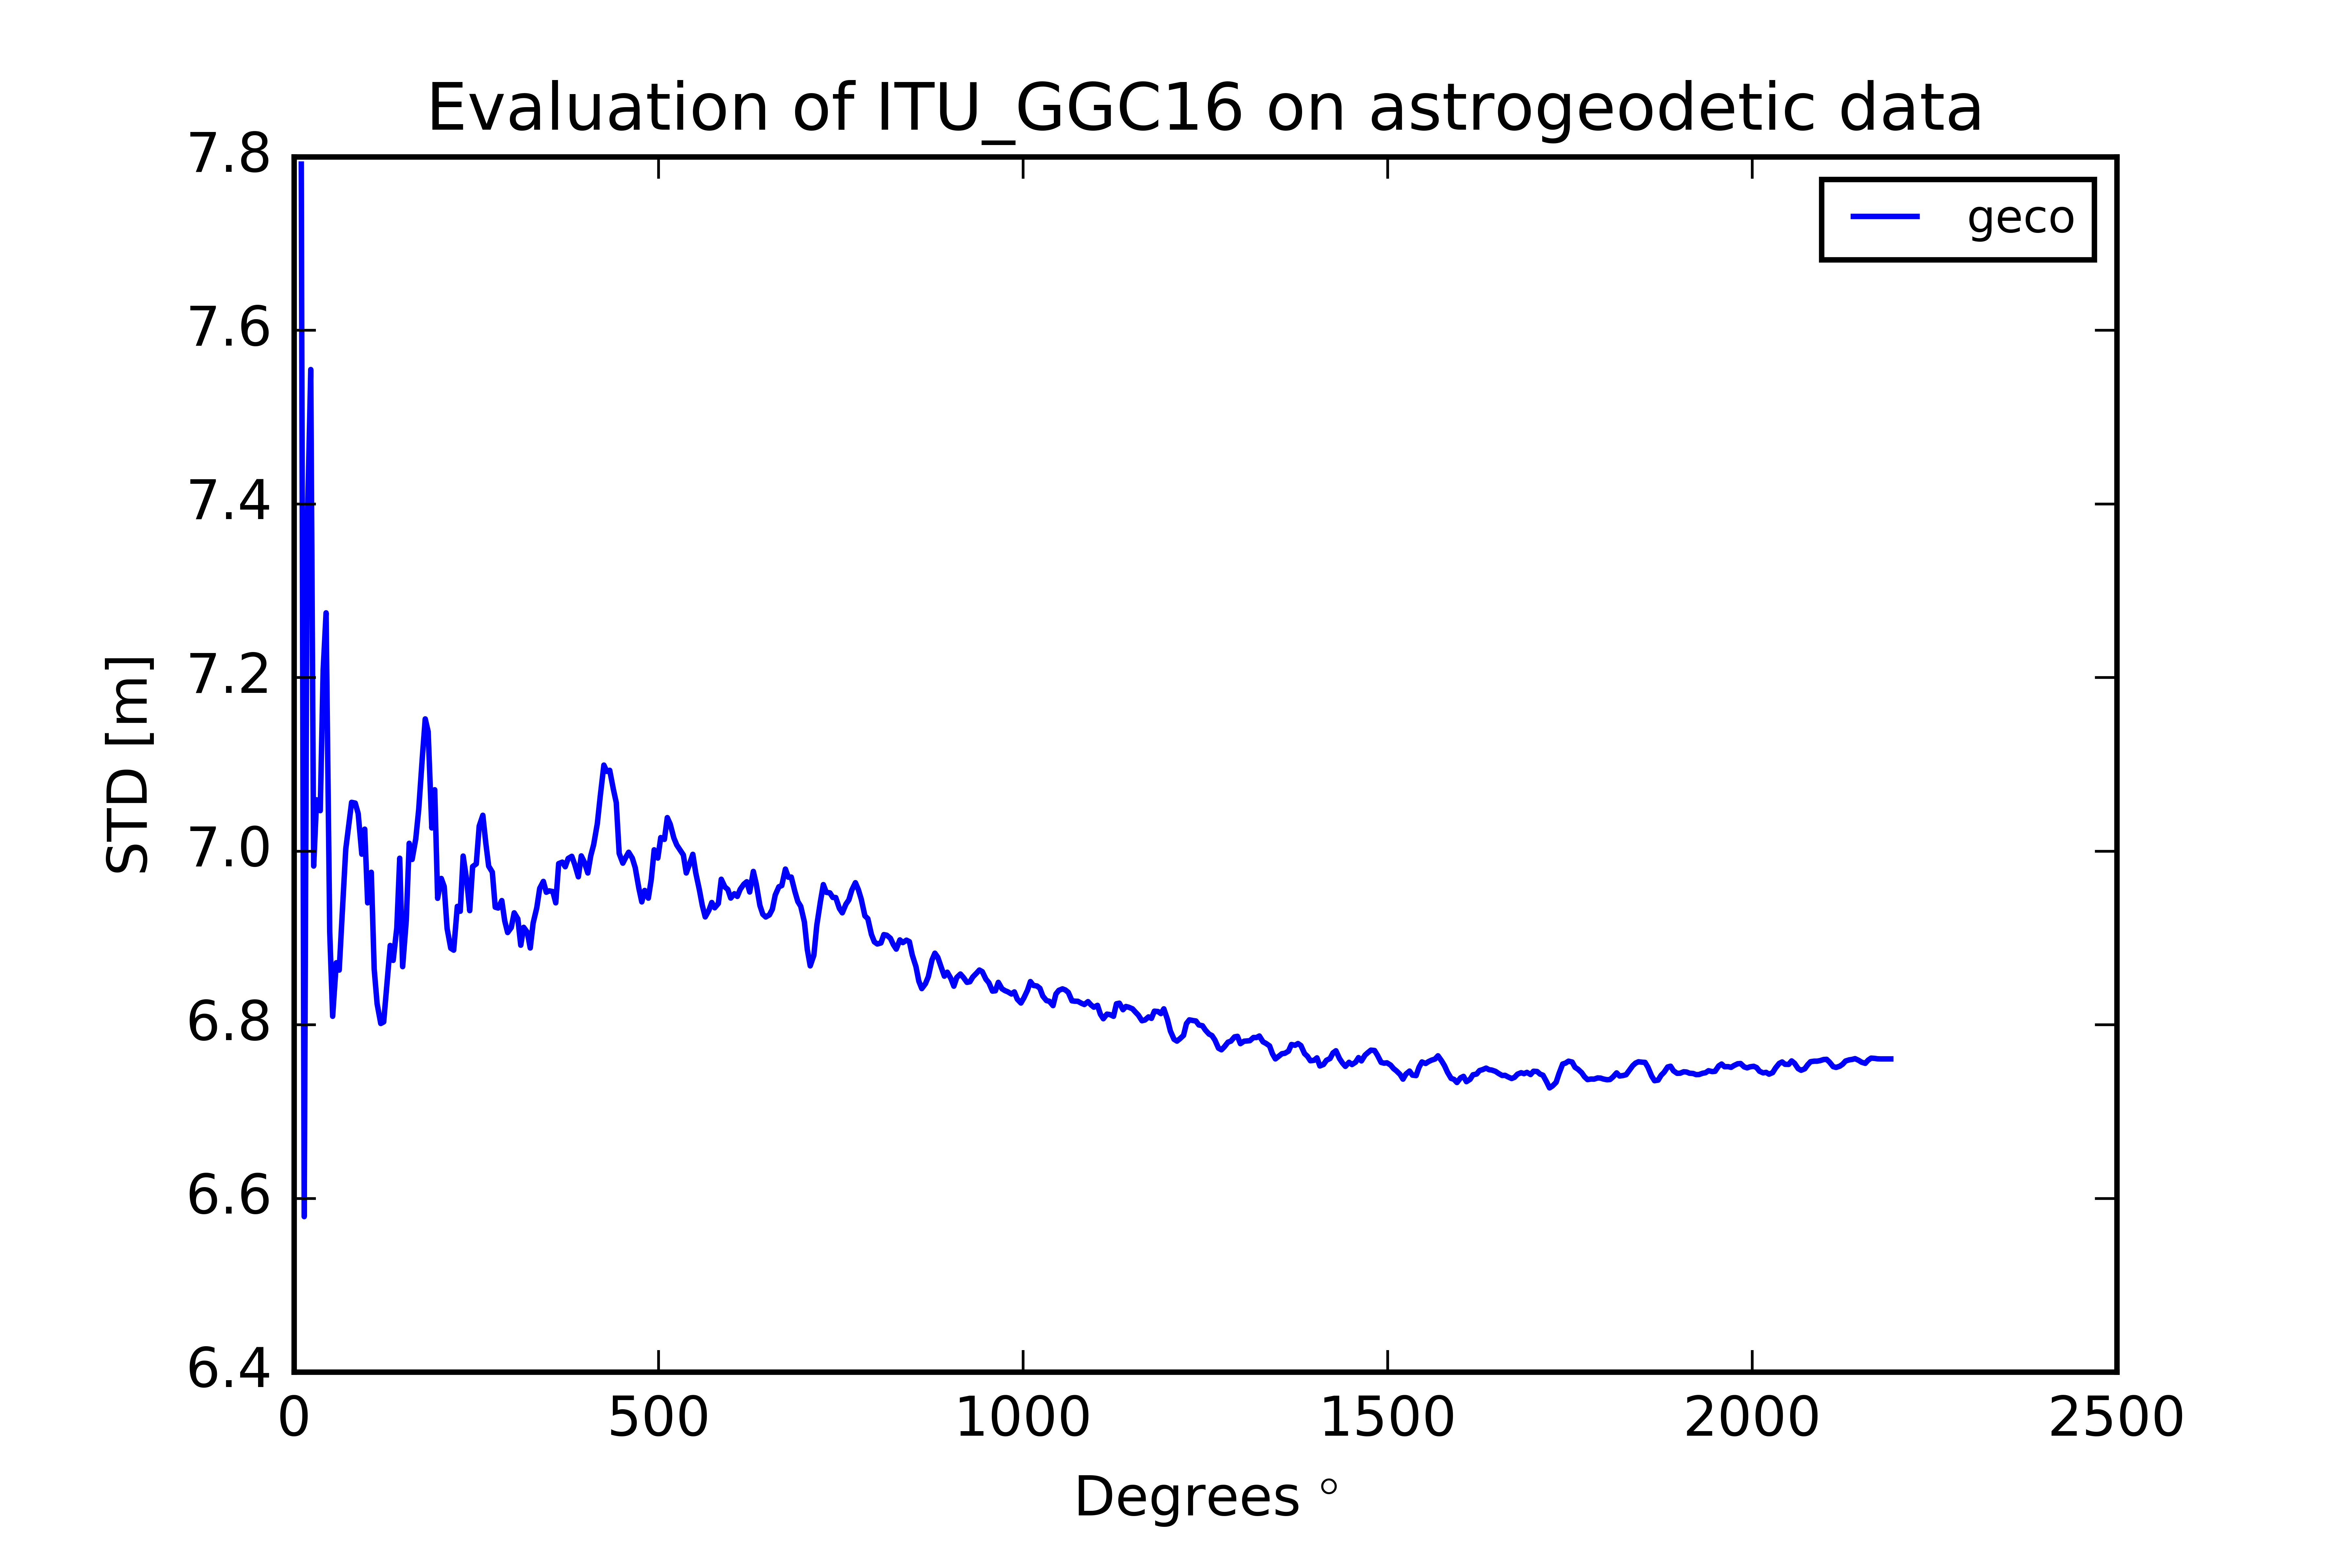 Evaluation of ITU_GGC16 on astrogeodetic data
geco
STD [m]
7.8
7.6
7.4
7.2
7.0
6.8
6.6
6.4
0 500 1000 1500 2000 2500
Degrees °